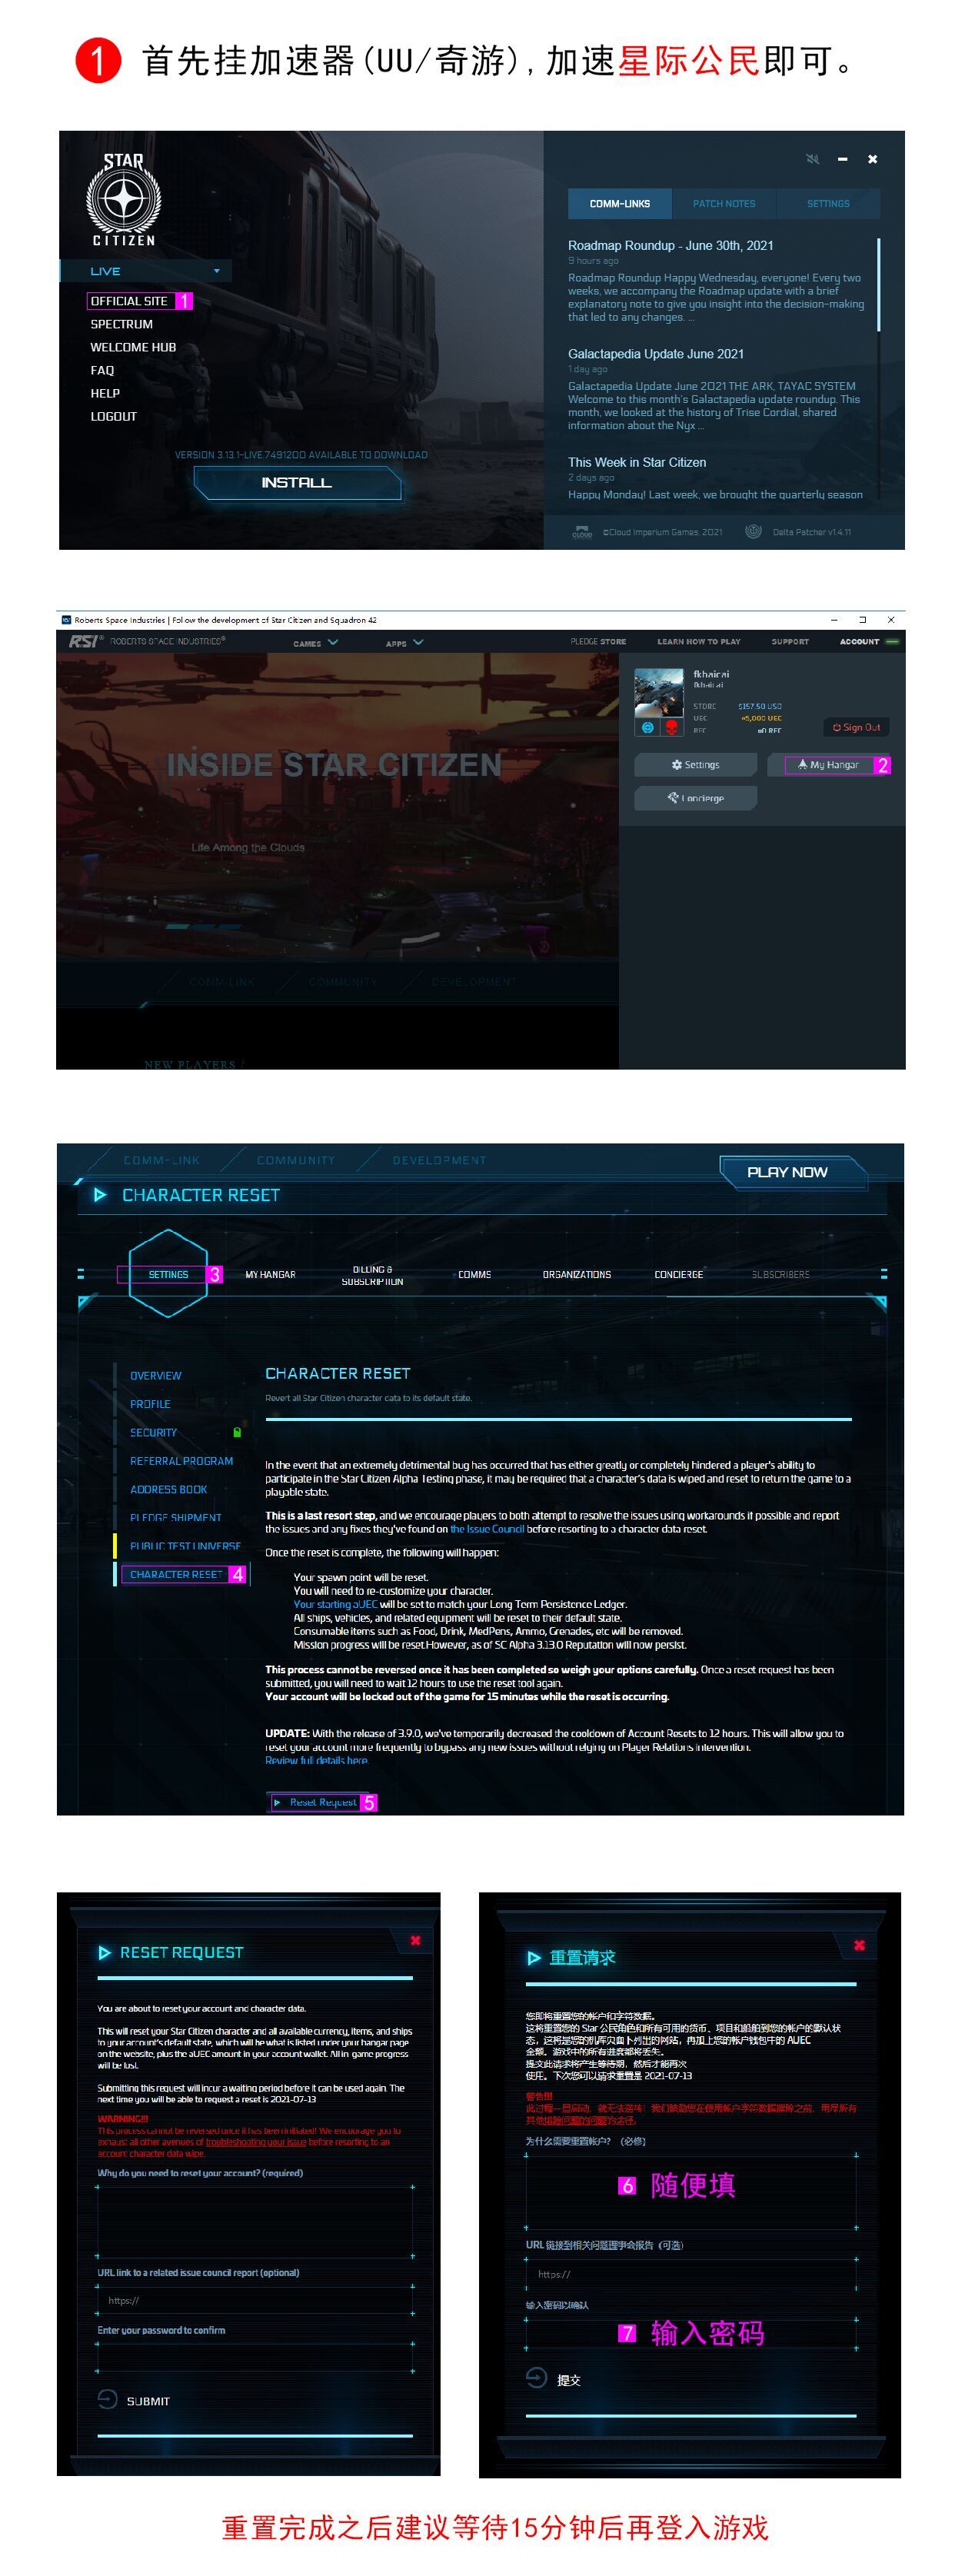 1 首先挂加速器(UU/奇游),加速星际公民即可。
STAR
CITIZEN
LIVE
OFFICIAL SITE 1
SPECTRUM
WELCOME HUB
FAQ
HELP
LOGOUT
VERSION 3.13.1-LIVE.7491200 AVAILABLE TO DOWNLOAD
INSTALL
COMM-LINKS PATCH NOTES SETTINGS
Roadmap Roundup - June 30th, 2021
9 hours ago
Roadmap Roundup Happy Wednesday, everyone! Every two
weeks, we accompany the Roadmap update with a brief
explanatory note to give you insight into the decision-making
that led to any changes. ...
Galactapedia Update June 2021
1 day ago
Galactapedia Update June 2021 THE ARK, TAYAC SYSTEM
Welcome to this month's Galactapedia update roundup. This
month, we looked at the history of Trise Cordial, shared
information about the Nyx ...
This Week in Star Citizen
2 days ago
Happy Monday! Last week, we brought the quarterly season
CLOUD ©Cloud Imperium Games, 2021 Delta Patcher v1.4.11
Roberts Space Industries | Follow the development of Star Citizen and Squadron 42
RSI ROBERTS SPACE INDUSTRIES® GAMES APPS PLEDGE STORE LEARN HOW TO PLAY SUPPORT ACCOUNT
fkbaicai
fkbaicai
STORE $157.50 USD
UEC ¤5,000 UEC
REC ¤0 REC
Sign Out
Settings My Hangar 2
Concierge
INSIDE STAR CITIZEN
Life Among the Clouds
COMM-LINK COMMUNITY DEVELOPMENT
NEW PLAYERS
COMM-LINK COMMUNITY DEVELOPMENT
PLAY NOW
CHARACTER RESET
SETTINGS 3 MY HANGAR BILLING & SUBSCRIPTION COMMS ORGANIZATIONS CONCIERGE SUBSCRIBERS
OVERVIEW
PROFILE
SECURITY
REFERRAL PROGRAM
ADDRESS BOOK
PLEDGE SHIPMENT
PUBLIC TEST UNIVERSE
CHARACTER RESET 4
CHARACTER RESET
Revert all Star Citizen character data to its default state.
In the event that an extremely detrimental bug has occurred that has either greatly or completely hindered a player's ability to
participate in the Star Citizen Alpha Testing phase, it may be required that a character's data is wiped and reset to return the game to a
playable state.
This is a last resort step, and we encourage players to both attempt to resolve the issues using workarounds if possible and report
the issues and any fixes they've found on the Issue Council before resorting to a character data reset.
Once the reset is complete, the following will happen:
Your spawn point will be reset.
You will need to re-customize your character.
Your starting aUEC will be set to match your Long Term Persistence Ledger.
All ships, vehicles, and related equipment will be reset to their default state.
Consumable items such as Food, Drink, MedPens, Ammo, Grenades, etc will be removed.
Mission progress will be reset.However, as of SC Alpha 3.13.0 Reputation will now persist.
This process cannot be reversed once it has been completed so weigh your options carefully. Once a reset request has been
submitted, you will need to wait 12 hours to use the reset tool again.
Your account will be locked out of the game for 15 minutes while the reset is occurring.
UPDATE: With the release of 3.9.0, we've temporarily decreased the cooldown of Account Resets to 12 hours. This will allow you to
reset your account more frequently to bypass any new issues without relying on Player Relations intervention.
Review full details here.
Reset Request 5
RESET REQUEST
You are about to reset your account and character data.
This will reset your Star Citizen character and all available currency, items, and ships
to your account's default state, which will be what is listed under your hangar page
on the website, plus the aUEC amount in your account wallet. All in-game progress
will be lost.
Submitting this request will incur a waiting period before it can be used again. The
next time you will be able to request a reset is 2021-07-13
WARNING!!!
This process cannot be reversed once it has been initiated! We encourage you to
exhaust all other avenues of troubleshooting your issue before resorting to an
account character data wipe.
Why do you need to reset your account? (required)
URL link to a related issue council report (optional)
https://
Enter your password to confirm
SUBMIT
重置请求
您即将重置您的帐户和字符数据。
这将重置您的 Star 公民角色和所有可用的货币、项目和船舶到您的帐户的默认状
态，这将是您的机库页面下列出的网站，再加上您的帐户钱包中的 AUEC
金额。游戏中的所有进度都将丢失。
提交此请求将产生等待期，然后才能再次
使用。下次您可以请求重置是 2021-07-13
警告!!!
此过程一旦启动，就无法逆转！我们鼓励您在使用帐户字符数据擦除之前，用尽所有
其他排除问题的问题的途径。
为什么需要重置帐户？（必修）
6 随便填
URL 链接到相关问题理事会报告（可选）
https://
输入密码以确认
7 输入密码
提交
重置完成之后建议等待15分钟后再登入游戏